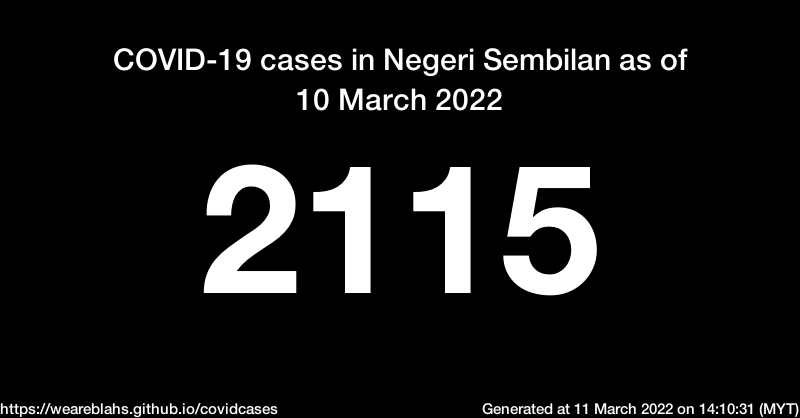 COVID-19 cases in Negeri Sembilan as of
10 March 2022
2115
https://weareblahs.github.io/covidcases
Generated at 11 March 2022 on 14:10:31 (MYT)